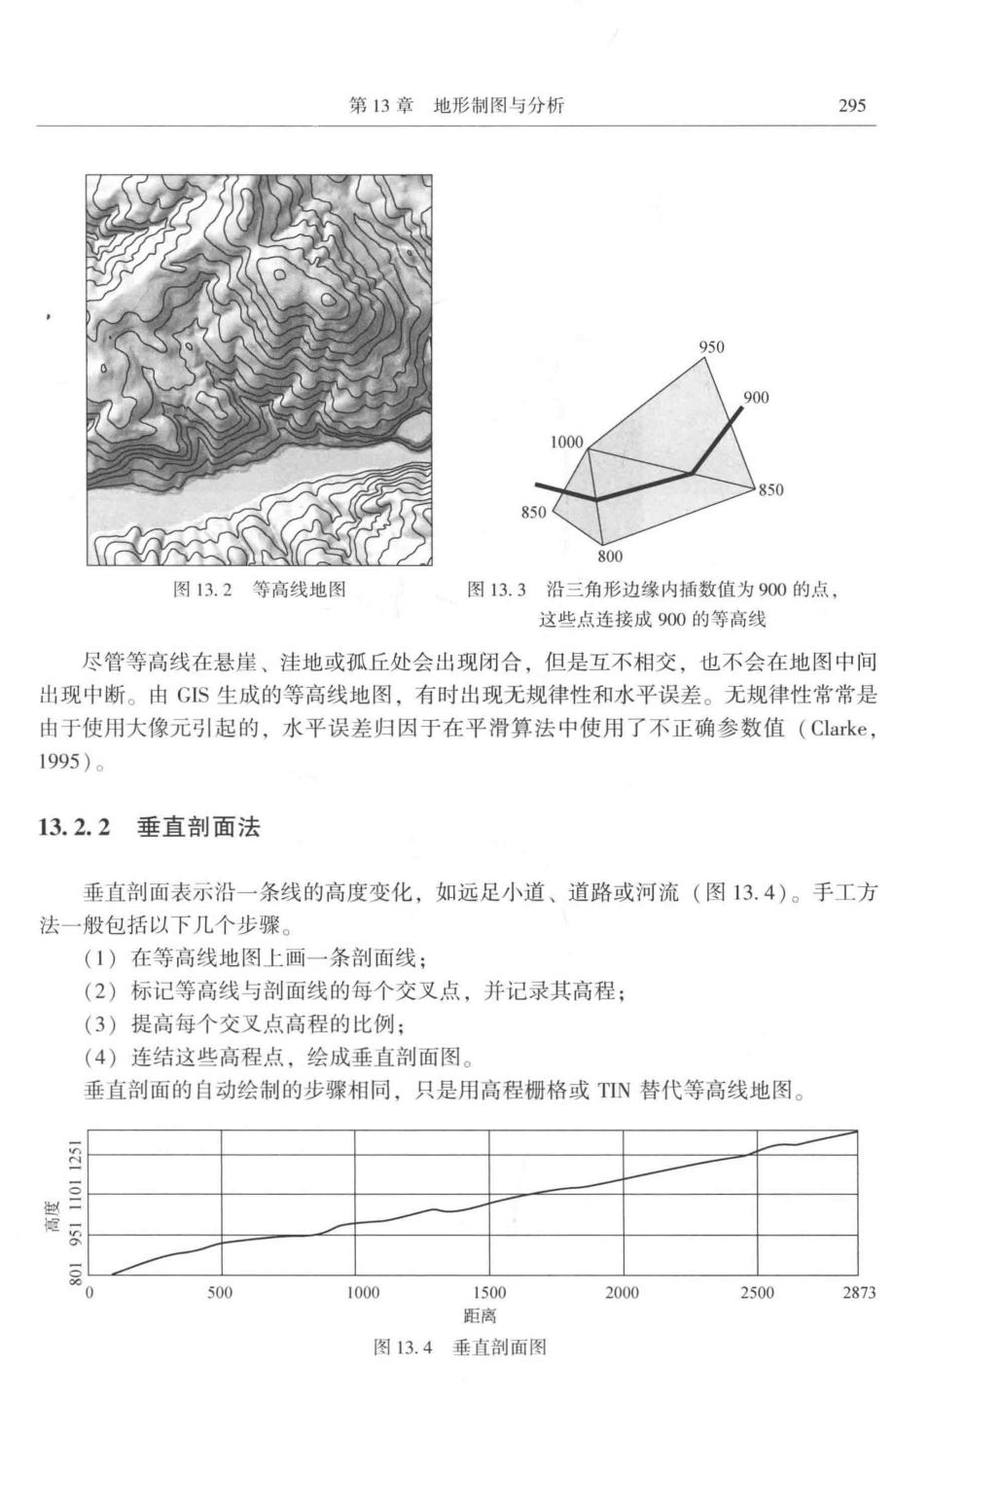 第 13 章　地形制图与分析　295
950
900
1000
850
850
800
图 13. 2　等高线地图
图 13. 3　沿三角形边缘内插数值为 900 的点，
这些点连接成 900 的等高线
尽管等高线在悬崖、洼地或孤丘处会出现闭合，但是互不相交，也不会在地图中间
出现中断。由 GIS 生成的等高线地图，有时出现无规律性和水平误差。无规律性常常是
由于使用大像元引起的，水平误差归因于在平滑算法中使用了不正确参数值（Clarke，
1995）。
13. 2. 2　垂直剖面法
垂直剖面表示沿一条线的高度变化，如远足小道、道路或河流（图 13. 4）。手工方
法一般包括以下几个步骤。
（1）在等高线地图上画一条剖面线；
（2）标记等高线与剖面线的每个交叉点，并记录其高程；
（3）提高每个交叉点高程的比例；
（4）连结这些高程点，绘成垂直剖面图。
垂直剖面的自动绘制的步骤相同，只是用高程栅格或 TIN 替代等高线地图。
高度
801 951 1101 1251
0 500 1000 1500 2000 2500 2873
距离
图 13. 4　垂直剖面图